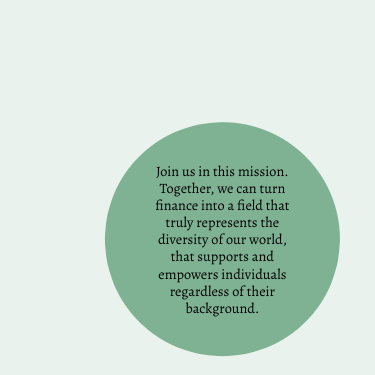 Join us in this mission.
Together, we can turn
finance into a field that
truly represents the
diversity of our world,
that supports and
empowers individuals
regardless of their
background.